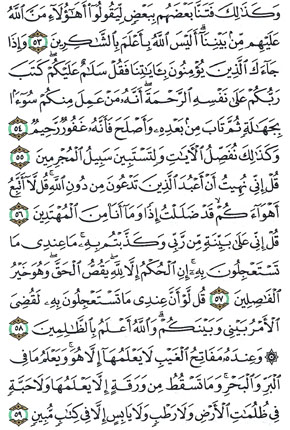 وَكَذَٰلِكَ فَتَنَّا بَعْضَهُم بِبَعْضٍ لِّيَقُولُوٓا۟ أَهَٰٓؤُلَآءِ مَنَّ ٱللَّهُ
عَلَيْهِم مِّنۢ بَيْنِنَآ ۗ أَلَيْسَ ٱللَّهُ بِأَعْلَمَ بِٱلشَّٰكِرِينَ ٥٣ وَإِذَا
جَآءَكَ ٱلَّذِينَ يُؤْمِنُونَ بِـَٔايَٰتِنَا فَقُلْ سَلَٰمٌ عَلَيْكُمْ ۖ كَتَبَ
رَبُّكُمْ عَلَىٰ نَفْسِهِ ٱلرَّحْمَةَ ۖ أَنَّهُۥ مَنْ عَمِلَ مِنكُمْ سُوٓءًۢا
بِجَهَٰلَةٍ ثُمَّ تَابَ مِنۢ بَعْدِهِۦ وَأَصْلَحَ فَأَنَّهُۥ غَفُورٌ رَّحِيمٌ ٥٤
وَكَذَٰلِكَ نُفَصِّلُ ٱلْءَايَٰتِ وَلِتَسْتَبِينَ سَبِيلُ ٱلْمُجْرِمِينَ ٥٥
قُلْ إِنِّى نُهِيتُ أَنْ أَعْبُدَ ٱلَّذِينَ تَدْعُونَ مِن دُونِ ٱللَّهِ ۚ قُل لَّآ أَتَّبِعُ
أَهْوَآءَكُمْ ۙ قَدْ ضَلَلْتُ إِذًا وَمَآ أَنَا۠ مِنَ ٱلْمُهْتَدِينَ ٥٦
قُلْ إِنِّى عَلَىٰ بَيِّنَةٍ مِّن رَّبِّى وَكَذَّبْتُم بِهِۦ ۚ مَا عِندِى مَا
تَسْتَعْجِلُونَ بِهِۦٓ ۚ إِنِ ٱلْحُكْمُ إِلَّا لِلَّهِ ۖ يَقُصُّ ٱلْحَقَّ ۖ وَهُوَ خَيْرُ
ٱلْفَٰصِلِينَ ٥٧ قُل لَّوْ أَنَّ عِندِى مَا تَسْتَعْجِلُونَ بِهِۦ لَقُضِىَ
ٱلْأَمْرُ بَيْنِى وَبَيْنَكُمْ ۗ وَٱللَّهُ أَعْلَمُ بِٱلظَّٰلِمِينَ ٥٨
۞ وَعِندَهُۥ مَفَاتِحُ ٱلْغَيْبِ لَا يَعْلَمُهَآ إِلَّا هُوَ ۚ وَيَعْلَمُ مَا فِى
ٱلْبَرِّ وَٱلْبَحْرِ ۚ وَمَا تَسْقُطُ مِن وَرَقَةٍ إِلَّا يَعْلَمُهَا وَلَا حَبَّةٍ
فِى ظُلُمَٰتِ ٱلْأَرْضِ وَلَا رَطْبٍ وَلَا يَابِسٍ إِلَّا فِى كِتَٰبٍ مُّبِينٍ ٥٩